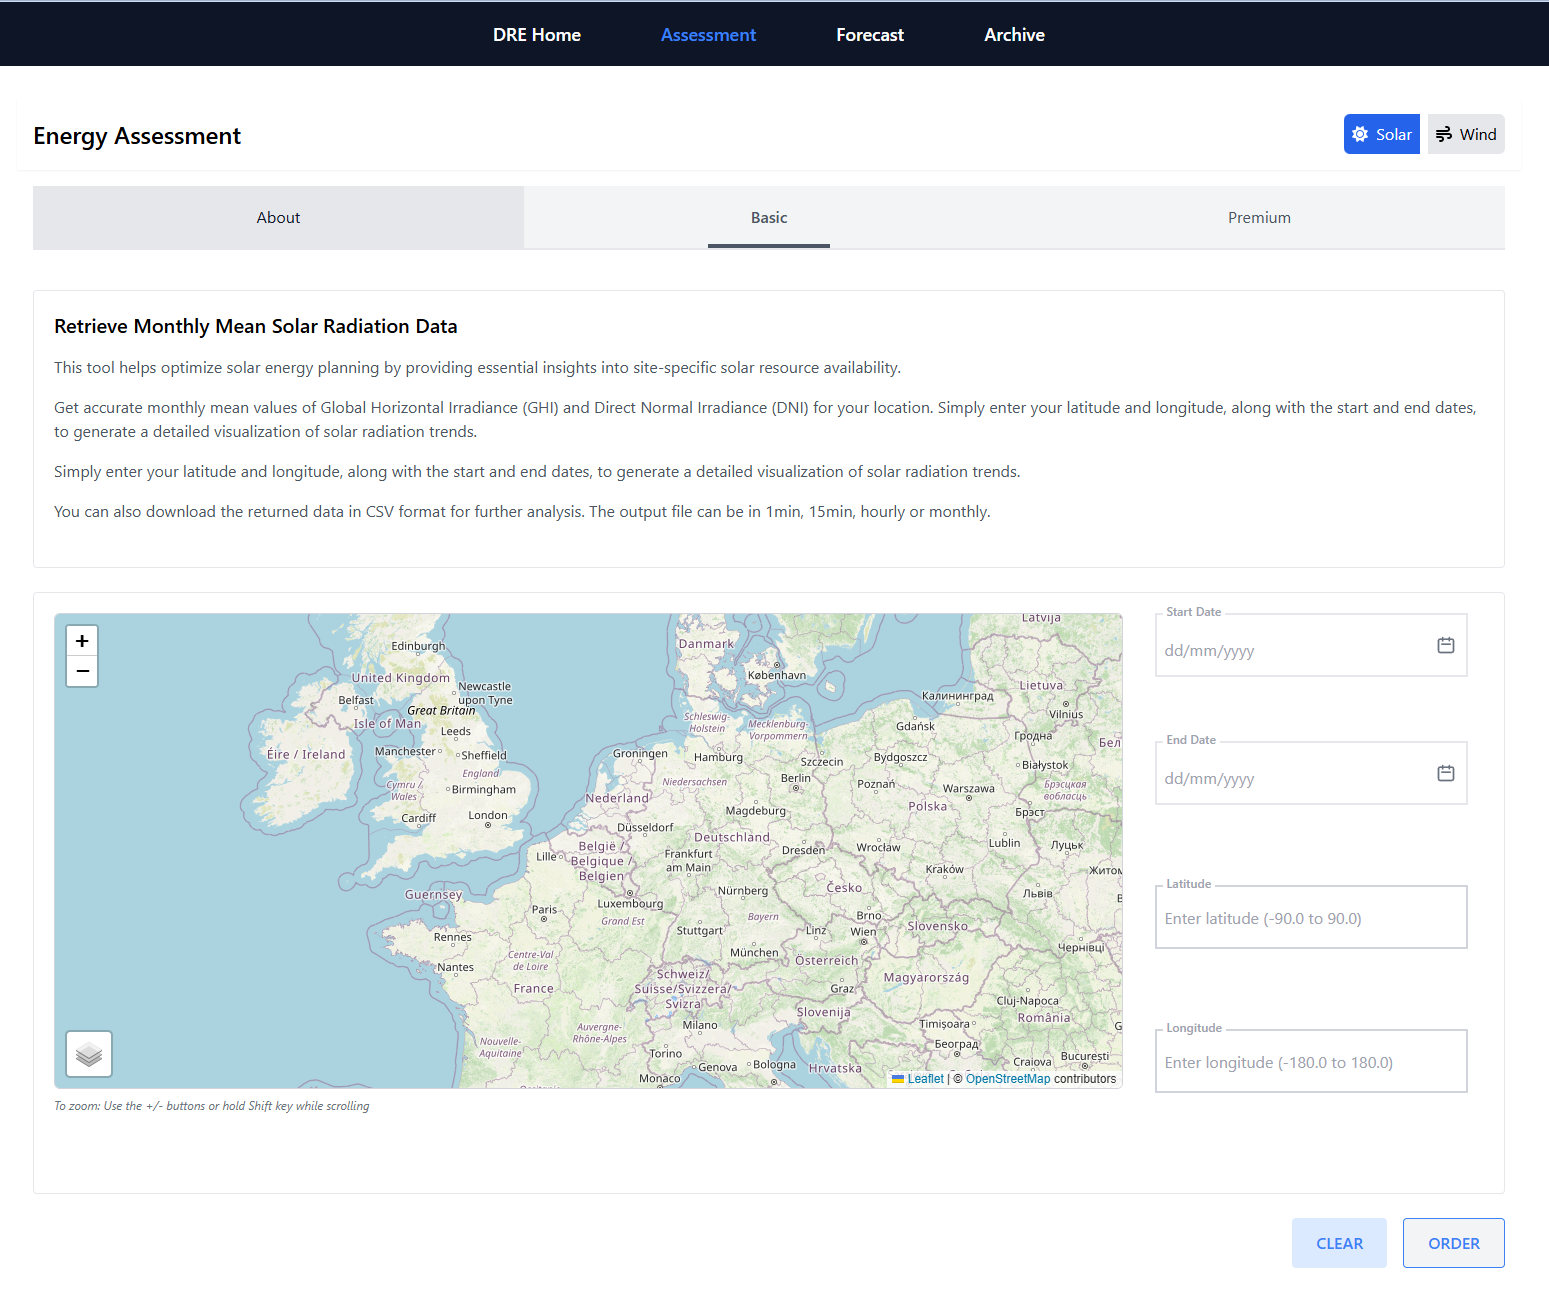 DRE Home
Assessment
Forecast
Archive
Energy Assessment
Solar
Wind
About
Basic
Premium
Retrieve Monthly Mean Solar Radiation Data
This tool helps optimize solar energy planning by providing essential insights into site-specific solar resource availability.
Get accurate monthly mean values of Global Horizontal Irradiance (GHI) and Direct Normal Irradiance (DNI) for your location. Simply enter your latitude and longitude, along with the start and end dates,
to generate a detailed visualization of solar radiation trends.
Simply enter your latitude and longitude, along with the start and end dates, to generate a detailed visualization of solar radiation trends.
You can also download the returned data in CSV format for further analysis. The output file can be in 1min, 15min, hourly or monthly.
+
−
Edinburgh
United Kingdom
Newcastle
upon Tyne
Belfast
Great Britain
Isle of Man
Leeds
Éire / Ireland
Manchester
Sheffield
England
Cymru /
Wales
Birmingham
Cardiff
London
Guernsey
Danmark
København
Schleswig-
Holstein
Mecklenburg-
Vorpommern
Groningen
Hamburg
Szczecin
Niedersachsen
Berlin
Nederland
Magdeburg
Düsseldorf
Deutschland
België /
Belgique /
Belgien
Lille
Frankfurt
am Main
Dresden
Nürnberg
Česko
Luxembourg
Paris
Grand Est
Bayern
Brno
Stuttgart
Linz
Wien
Slovensko
Rennes
Centre-Val
de Loire
München
Österreich
Nantes
France
Schweiz/
Suisse/Svizzera/
Svizra
Graz
Magyarország
Slovenija
Milano
Auvergne-
Rhône-Alpes
Nouvelle-
Aquitaine
Torino
Genova
Bologna
Hrvatska
Monaco
Latvija
Калининград
Lietuva
Vilnius
Gdańsk
Гродна
Бел
Bydgoszcz
Białystok
Poznań
Warszawa
Брэсцкая
вобласць
Polska
Брэст
Wrocław
Lublin
Луцьк
Kraków
Житом
Львів
Чернівці
Cluj-Napoca
România
Timișoara
Београд
Craiova
București
Leaflet | © OpenStreetMap contributors
To zoom: Use the +/- buttons or hold Shift key while scrolling
Start Date
dd/mm/yyyy
End Date
dd/mm/yyyy
Latitude
Enter latitude (-90.0 to 90.0)
Longitude
Enter longitude (-180.0 to 180.0)
CLEAR
ORDER